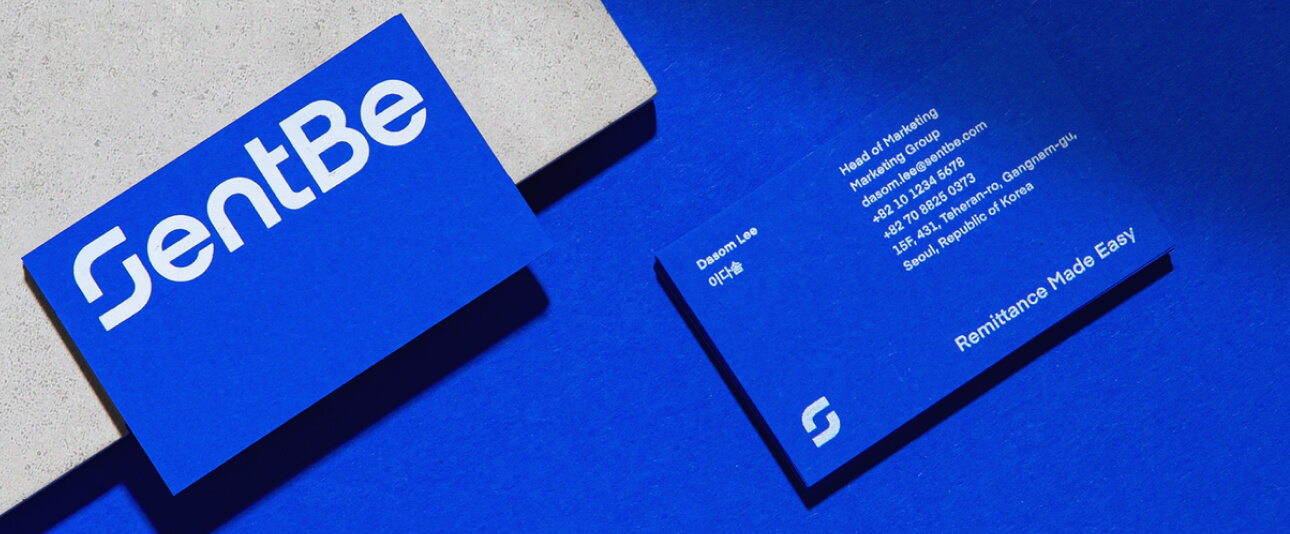 SentBe
Dasom Lee
이다솔
Head of Marketing
Marketing Group
dasom.lee@sentbe.com
+82 10 1234 5678
+82 70 8825 0373
15F, 431, Teheran-ro, Gangnam-gu,
Seoul, Republic of Korea
Remittance Made Easy